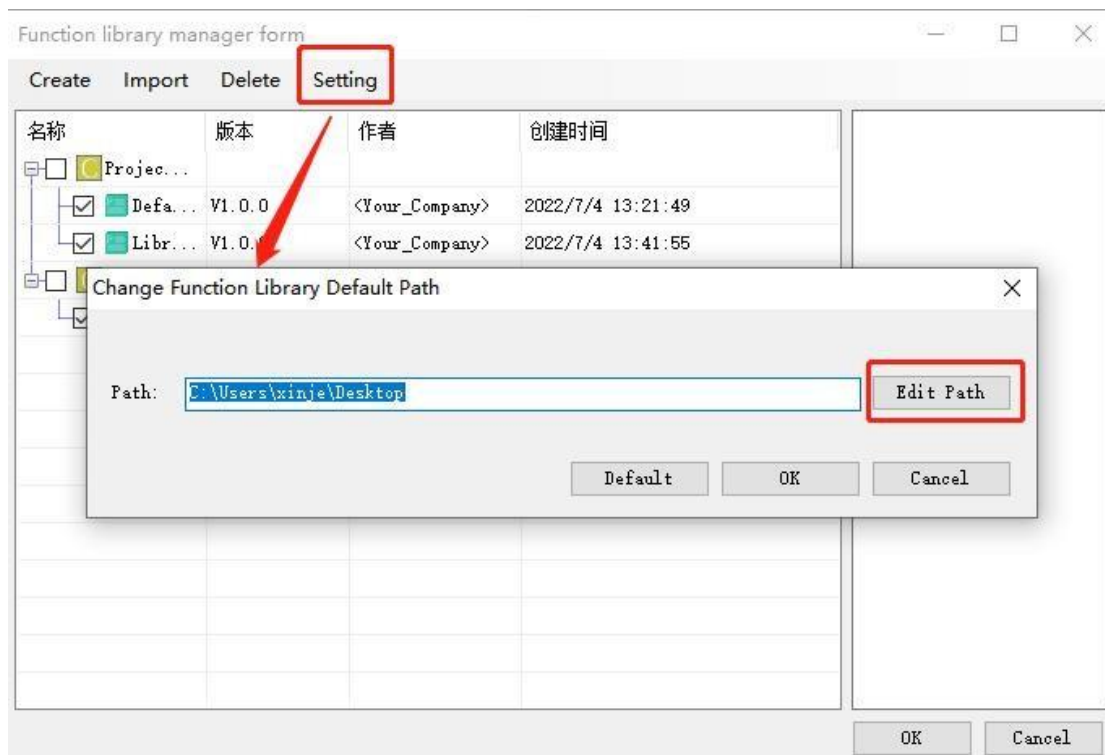 Function library manager form
Create Import Delete Setting
名称 版本 作者 创建时间
Projec...
Defa... V1.0.0 <Your_Company> 2022/7/4 13:21:49
Libr... V1.0. <Your_Company> 2022/7/4 13:41:55
Change Function Library Default Path
Path: C:\Users\xinje\Desktop Edit Path
Default OK Cancel
OK Cancel